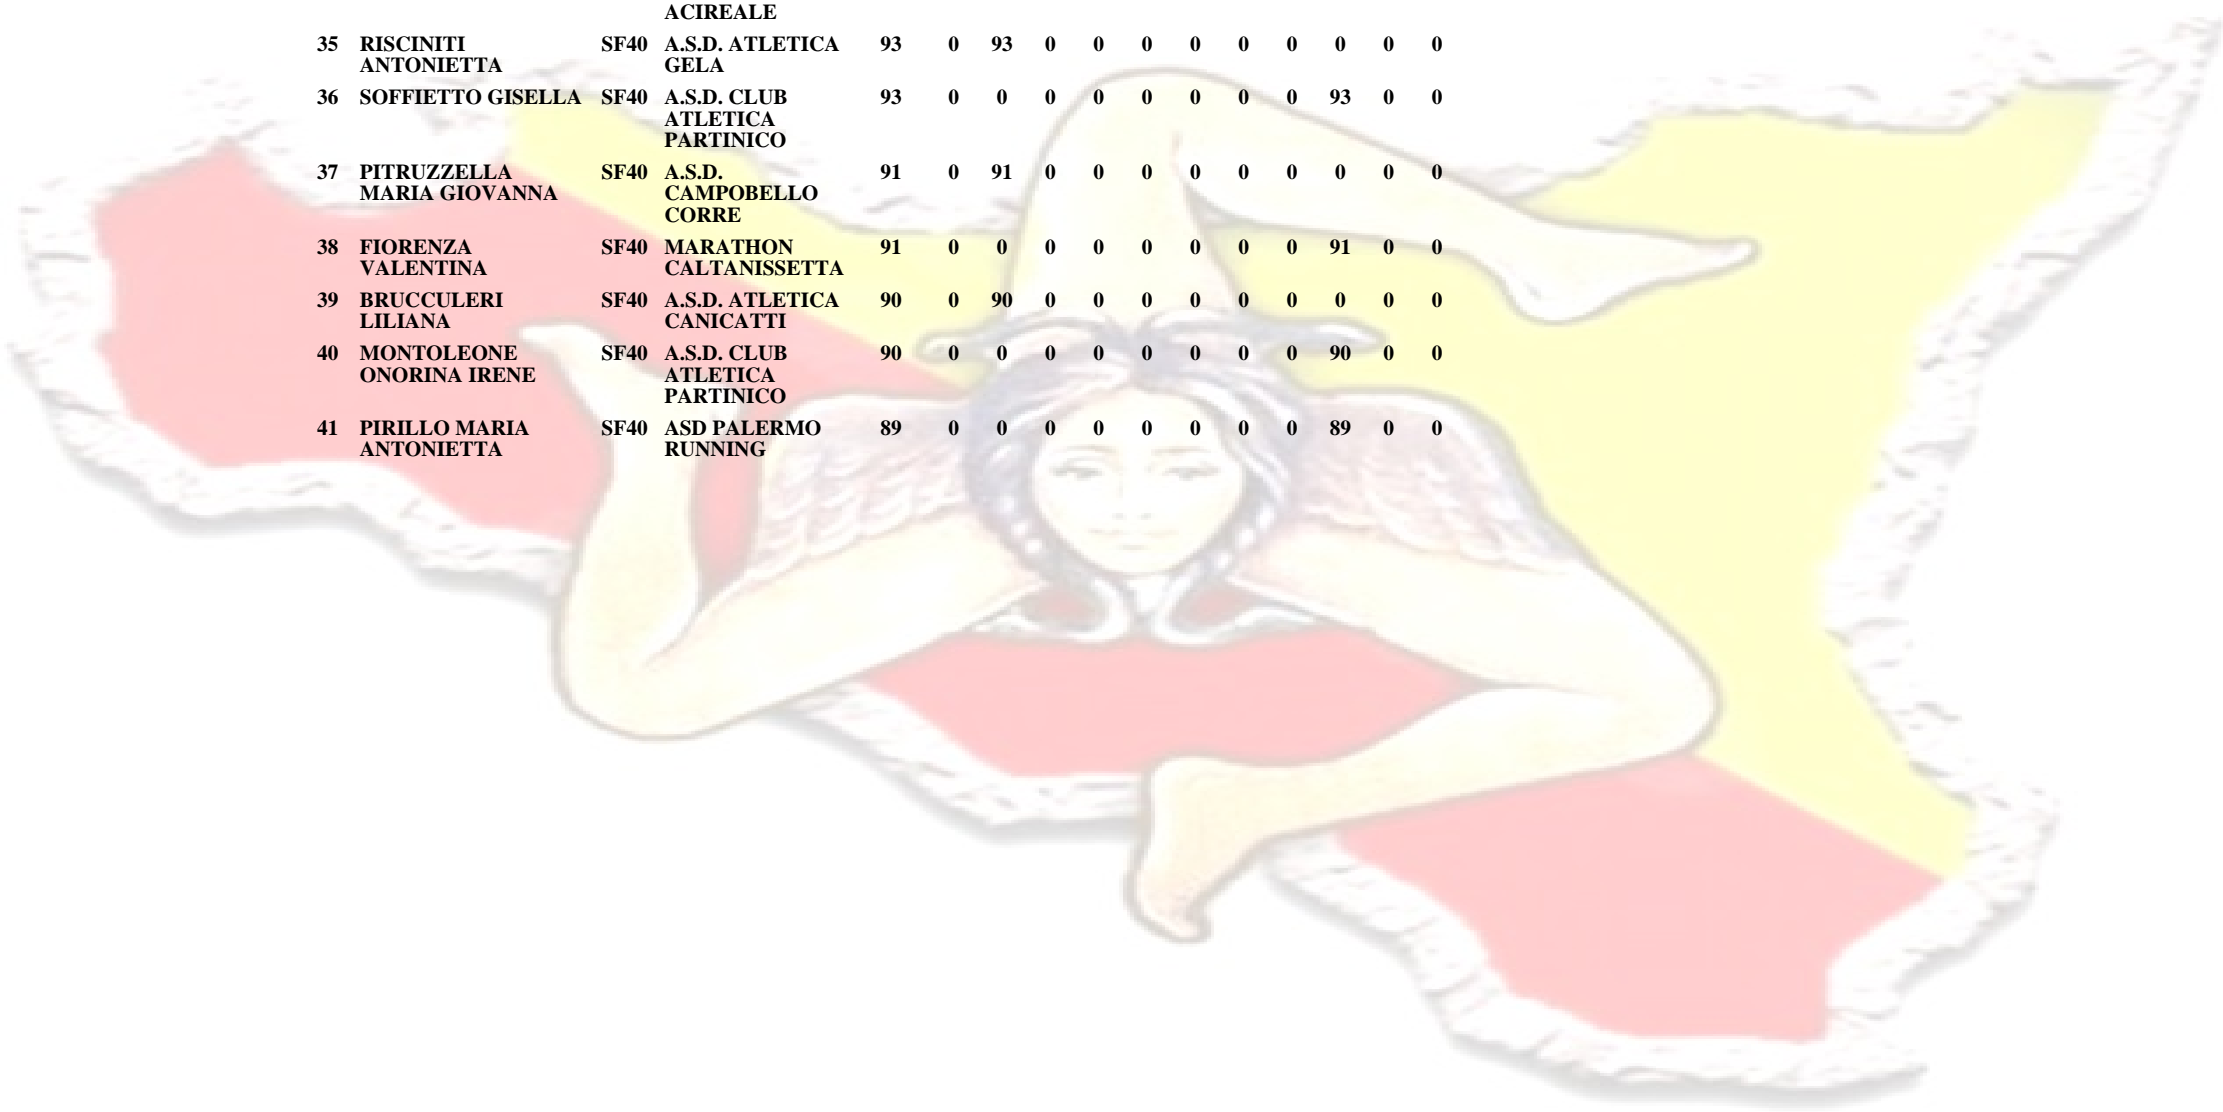 ACIREALE
35 RISCINITI SF40 A.S.D. ATLETICA 93 0 93 0 0 0 0 0 0 0 0 0
ANTONIETTA GELA
36 SOFFIETTO GISELLA SF40 A.S.D. CLUB 93 0 0 0 0 0 0 0 0 93 0 0
ATLETICA
PARTINICO
37 PITRUZZELLA SF40 A.S.D. 91 0 91 0 0 0 0 0 0 0 0 0
MARIA GIOVANNA CAMPOBELLO
CORRE
38 FIORENZA SF40 MARATHON 91 0 0 0 0 0 0 0 0 91 0 0
VALENTINA CALTANISSETTA
39 BRUCCULERI SF40 A.S.D. ATLETICA 90 0 90 0 0 0 0 0 0 0 0 0
LILIANA CANICATTI
40 MONTOLEONE SF40 A.S.D. CLUB 90 0 0 0 0 0 0 0 0 90 0 0
ONORINA IRENE ATLETICA
PARTINICO
41 PIRILLO MARIA SF40 ASD PALERMO 89 0 0 0 0 0 0 0 0 89 0 0
ANTONIETTA RUNNING